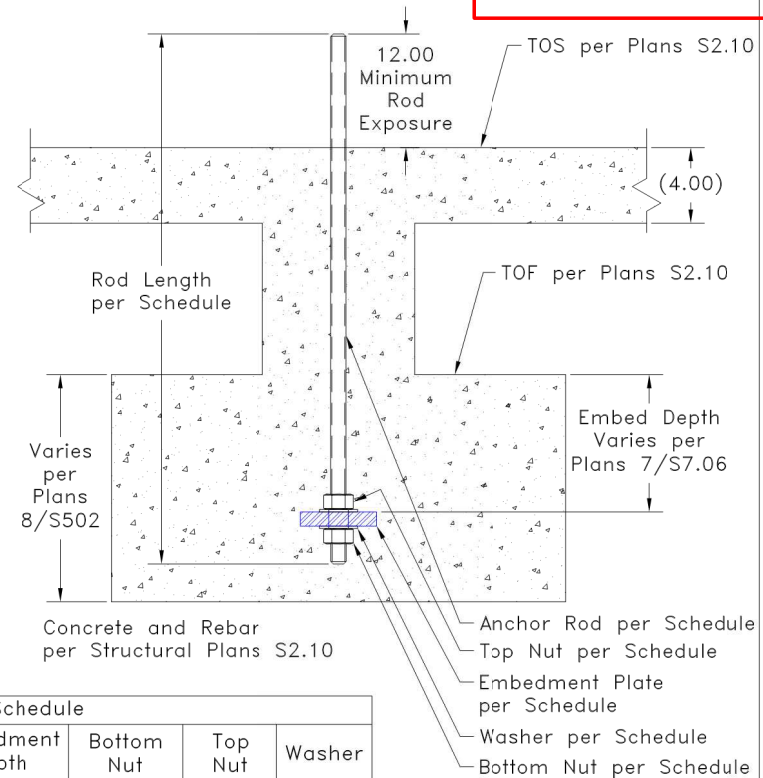 12.00
Minimum
Rod
Exposure
TOS per Plans S2.10
(4.00)
Rod Length
per Schedule
TOF per Plans S2.10
Varies
per
Plans
8/S502
Embed Depth
Varies per
Plans 7/S7.06
Concrete and Rebar
per Structural Plans S2.10
Anchor Rod per Schedule
Top Nut per Schedule
Embedment Plate
per Schedule
Washer per Schedule
Bottom Nut per Schedule
Schedule
Bottom
Nut
Top
Nut
Washer